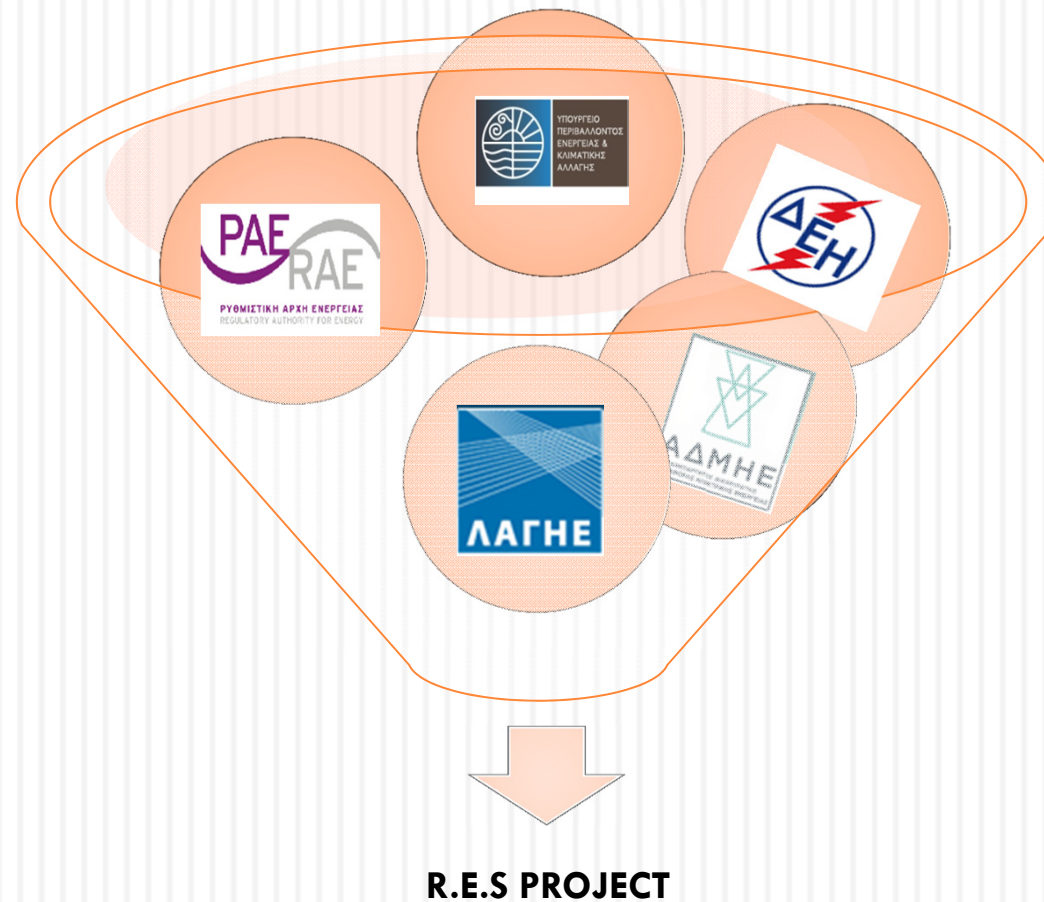 ΥΠΟΥΡΓΕΙΟ
ΠΕΡΙΒΑΛΛΟΝΤΟΣ
ΕΝΕΡΓΕΙΑΣ &
ΚΛΙΜΑΤΙΚΗΣ
ΑΛΛΑΓΗΣ
ΡΑΕ
RAE
ΡΥΘΜΙΣΤΙΚΗ ΑΡΧΗ ΕΝΕΡΓΕΙΑΣ
REGULATORY AUTHORITY FOR ENERGY
ΔΕΗ
ΑΔΜΗΕ
ΛΑΓΗΕ
R.E.S PROJECT